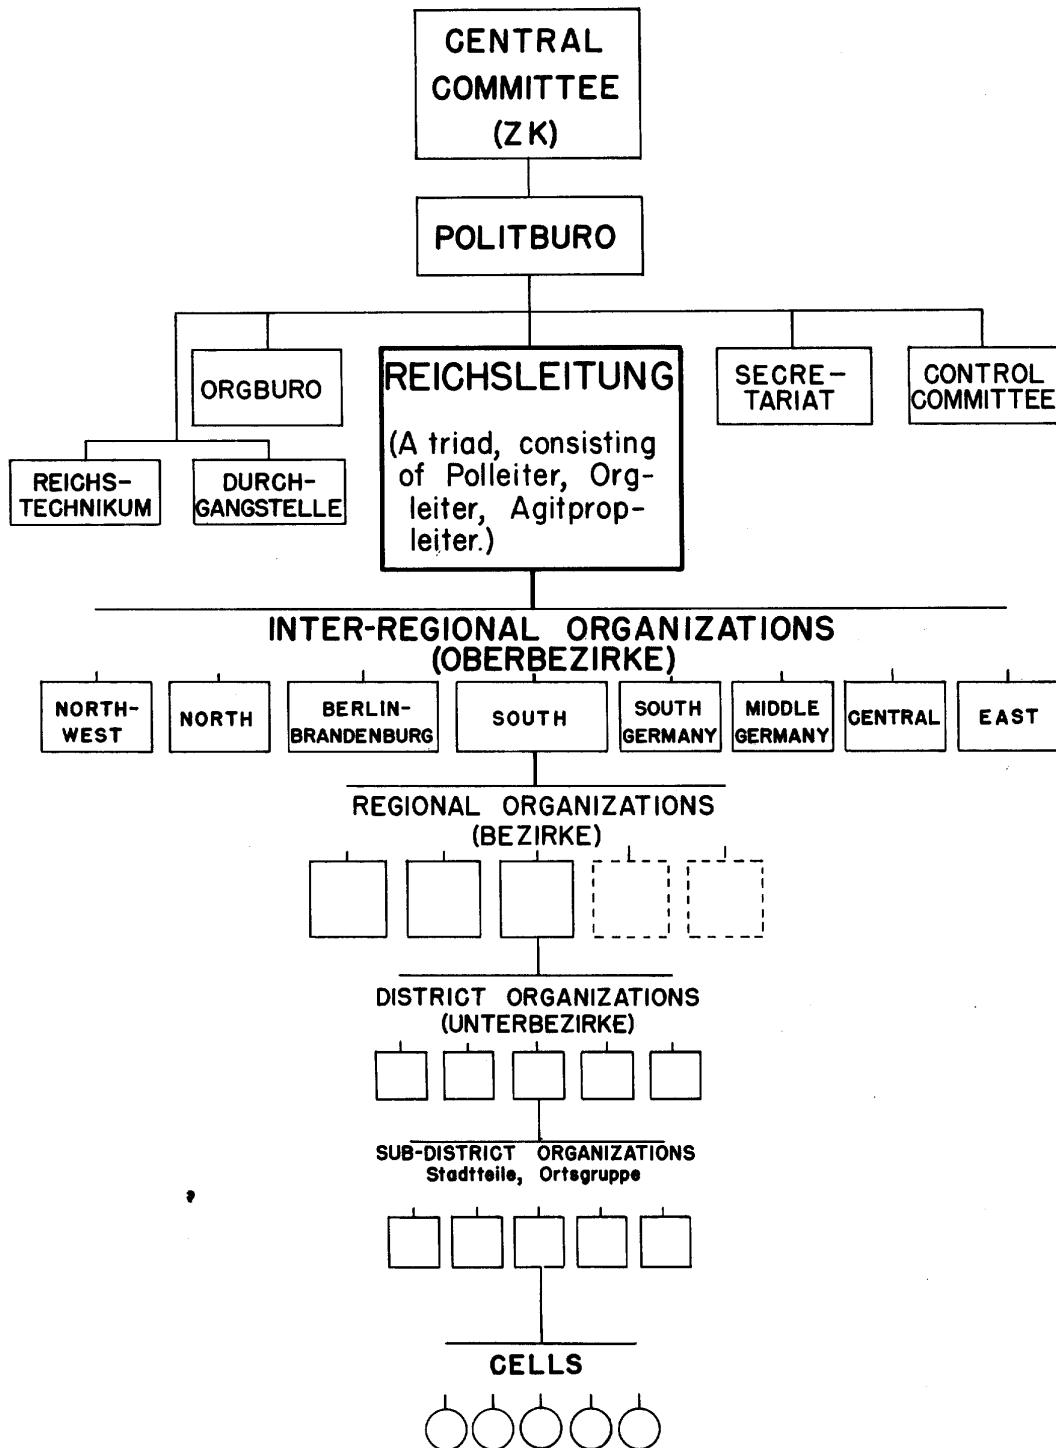 CENTRAL
COMMITTEE
(ZK)
POLITBURO
ORGBURO
REICHSLEITUNG
(A triad, consisting
of Polleiter, Org-
leiter, Agitprop-
leiter.)
SECRE-
TARIAT
CONTROL
COMMITTEE
REICHS-
TECHNIKUM
DURCH-
GANGSTELLE
INTER-REGIONAL ORGANIZATIONS
(OBERBEZIRKE)
NORTH-
WEST
NORTH
BERLIN-
BRANDENBURG
SOUTH
SOUTH
GERMANY
MIDDLE
GERMANY
CENTRAL
EAST
REGIONAL ORGANIZATIONS
(BEZIRKE)
DISTRICT ORGANIZATIONS
(UNTERBEZIRKE)
SUB-DISTRICT ORGANIZATIONS
Stadtteile, Ortsgruppe
CELLS